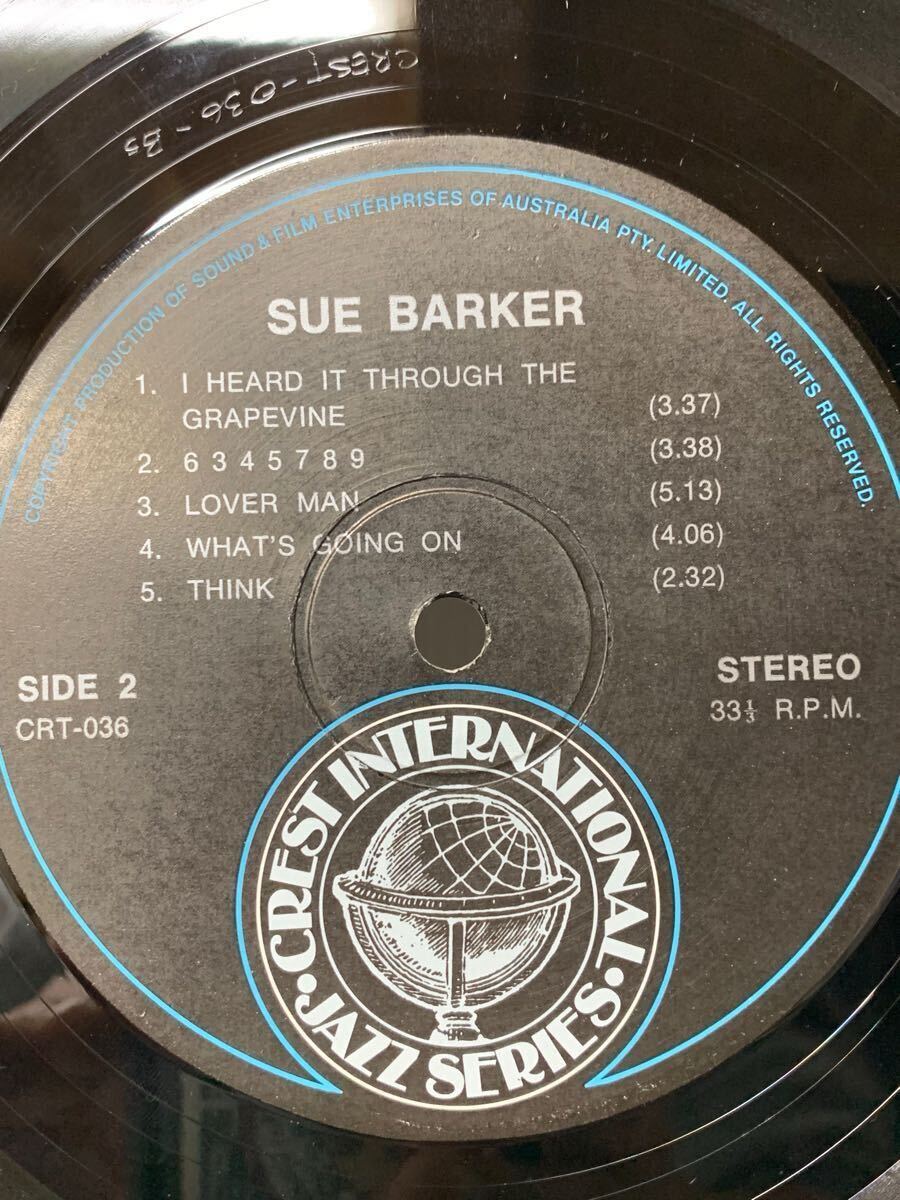 CREST-036-B5
COPYRIGHT PRODUCTION OF SOUND & FILM ENTERPRISES OF AUSTRALIA PTY. LIMITED. ALL RIGHTS RESERVED.
SUE BARKER
1. I HEARD IT THROUGH THE
GRAPEVINE (3.37)
2. 6 3 4 5 7 8 9 (3.38)
3. LOVER MAN (5.13)
4. WHAT'S GOING ON (4.06)
5. THINK (2.32)
SIDE 2
CRT-036
STEREO
33⅓ R.P.M.
CREST INTERNATIONAL
• JAZZ SERIES •